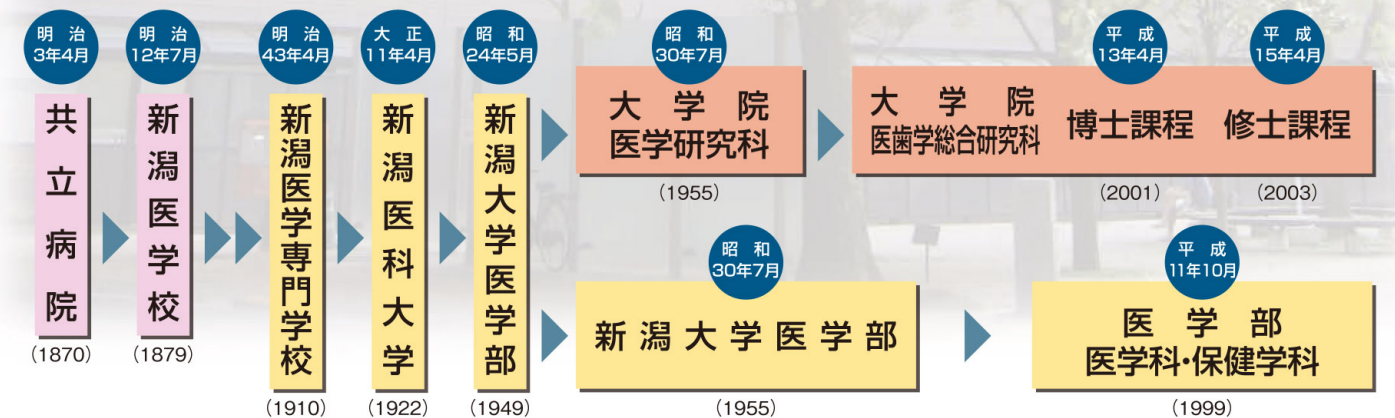 明治
3年4月
共立病院
(1870)
明治
12年7月
新潟医学校
(1879)
明治
43年4月
新潟医学専門学校
(1910)
大正
11年4月
新潟医科大学
(1922)
昭和
24年5月
新潟大学医学部
(1949)
昭和
30年7月
大学院
医学研究科
(1955)
大学院
医歯学総合研究科
平成
13年4月
博士課程
(2001)
平成
15年4月
修士課程
(2003)
昭和
30年7月
新潟大学医学部
(1955)
平成
11年10月
医学部
医学科・保健学科
(1999)